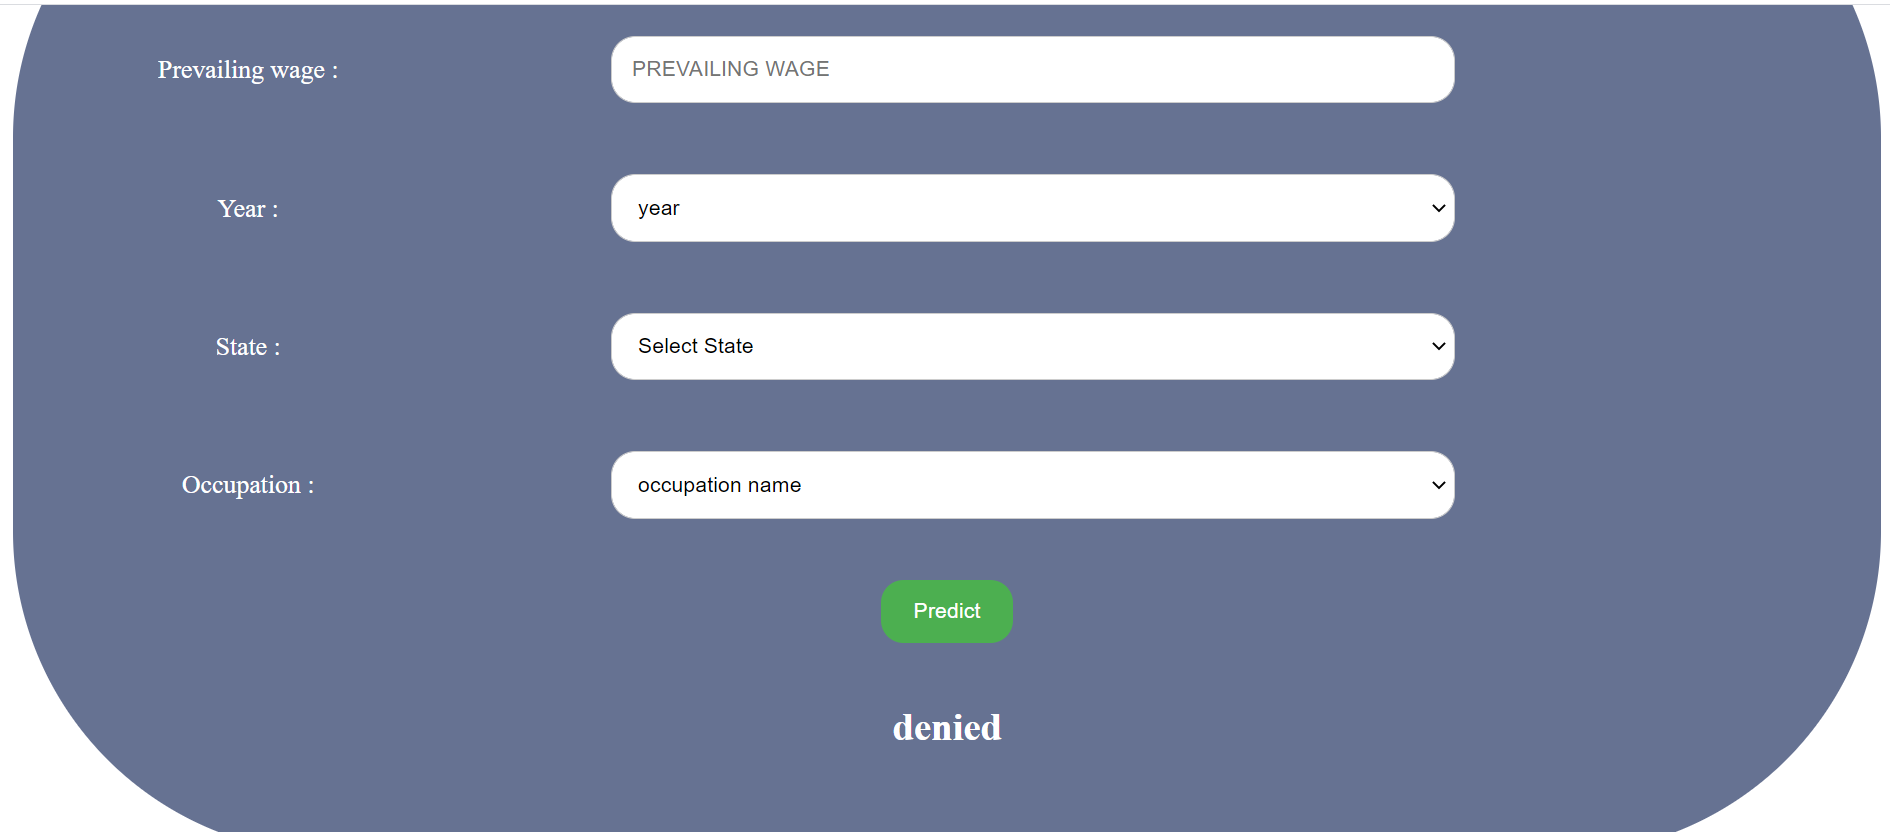 Prevailing wage : PREVAILING WAGE
Year : year
State : Select State
Occupation : occupation name
Predict
denied